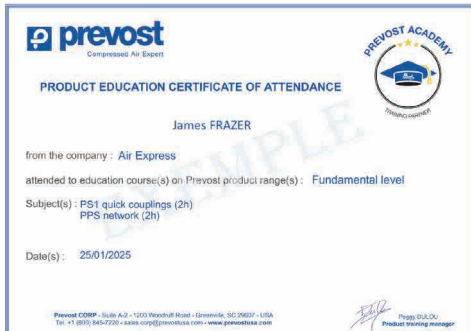 prevost
Compressed Air Expert
PREVOST ACADEMY
TRAINING PARTNER
PRODUCT EDUCATION CERTIFICATE OF ATTENDANCE
James FRAZER
EXEMPLE
from the company : Air Express
attended to education course(s) on Prevost product range(s) : Fundamental level
Subject(s) : PS1 quick couplings (2h)
PPS network (2h)
Date(s) : 25/01/2025
Prevost CORP - Suite A-2 - 1200 Woodruff Road - Greenville, SC 29607 - USA
Tel. +1 (800) 845-7220 - sales.corp@prevostusa.com - www.prevostusa.com
Peggy DULOU
Product training manager